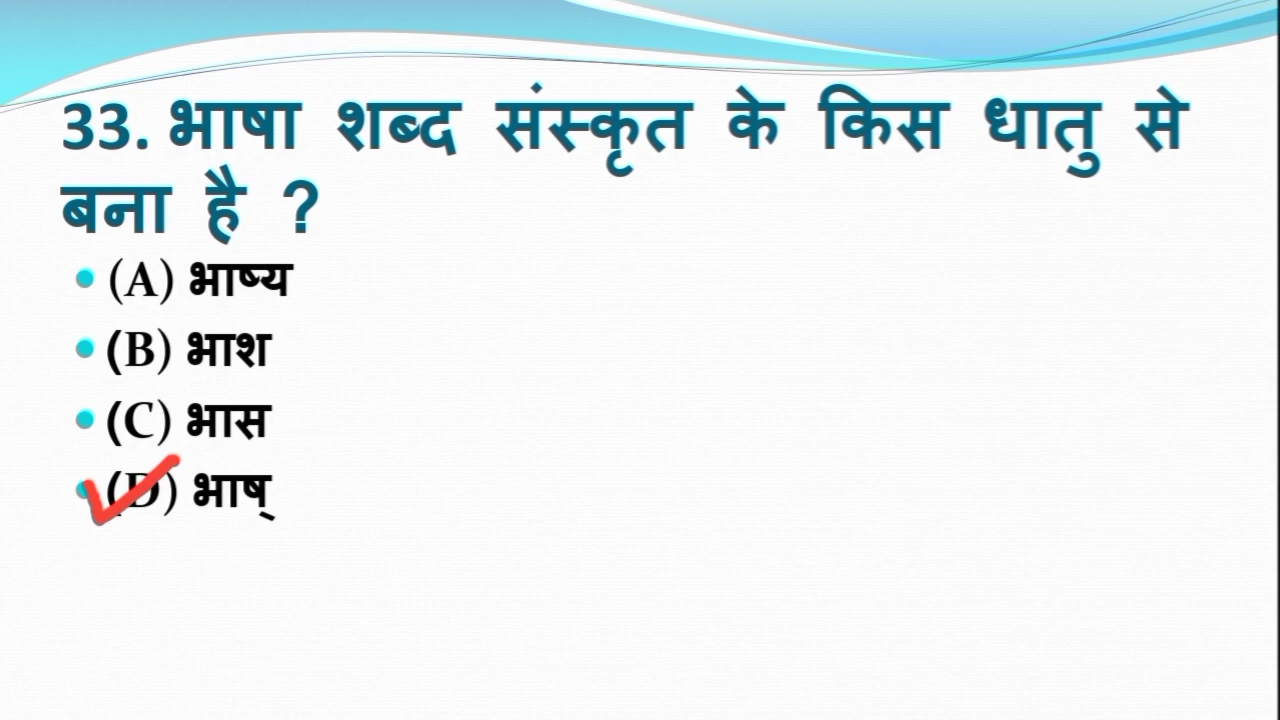 33. भाषा शब्द संस्कृत के किस धातु से
बना है ?
(A) भाष्य
(B) भाश
(C) भास
(D) भाष्